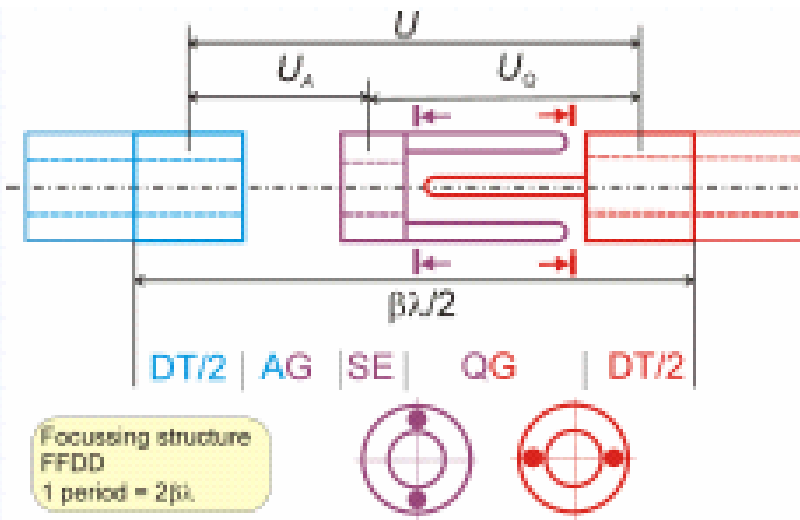 U
U_A
U_Q
βλ/2
DT/2 AG SE QG DT/2
Focussing structure
FFDD
1 period = 2βλ